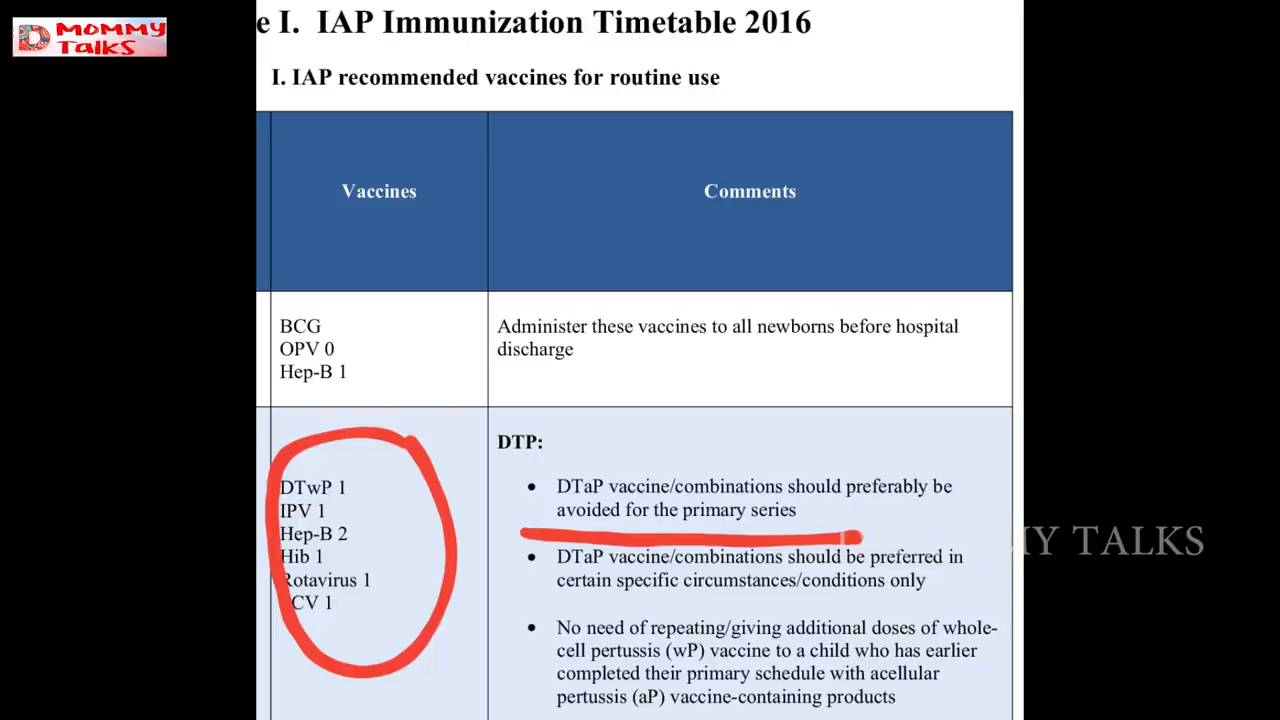 D MOMMY
TALKS
e I. IAP Immunization Timetable 2016
I. IAP recommended vaccines for routine use
Vaccines
Comments
BCG
OPV 0
Hep-B 1
Administer these vaccines to all newborns before hospital
discharge
DTwP 1
IPV 1
Hep-B 2
Hib 1
Rotavirus 1
CV 1
DTP:
• DTaP vaccine/combinations should preferably be
avoided for the primary series
• DTaP vaccine/combinations should be preferred in
certain specific circumstances/conditions only
• No need of repeating/giving additional doses of whole-
cell pertussis (wP) vaccine to a child who has earlier
completed their primary schedule with acellular
pertussis (aP) vaccine-containing products
MY TALKS